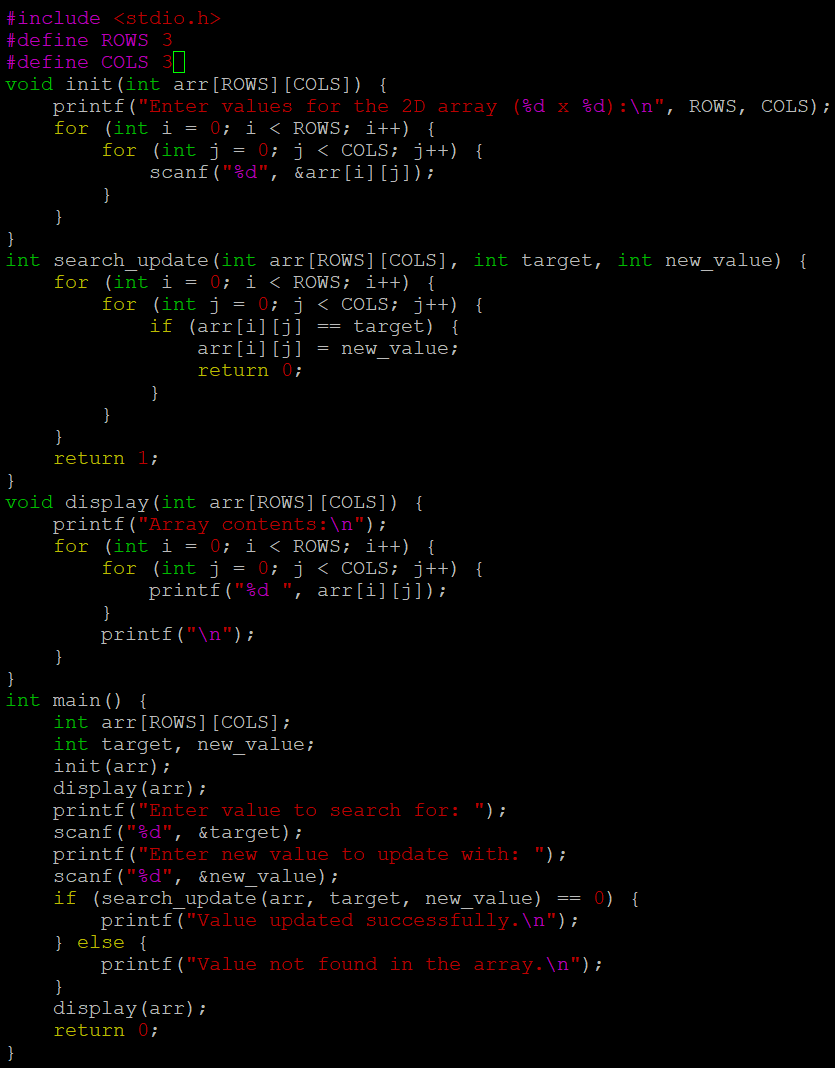 #include <stdio.h>
#define ROWS 3
#define COLS 3
void init(int arr[ROWS][COLS]) {
    printf("Enter values for the 2D array (%d x %d):\n", ROWS, COLS);
    for (int i = 0; i < ROWS; i++) {
        for (int j = 0; j < COLS; j++) {
            scanf("%d", &arr[i][j]);
        }
    }
}
int search_update(int arr[ROWS][COLS], int target, int new_value) {
    for (int i = 0; i < ROWS; i++) {
        for (int j = 0; j < COLS; j++) {
            if (arr[i][j] == target) {
                arr[i][j] = new_value;
                return 0;
            }
        }
    }
    return 1;
}
void display(int arr[ROWS][COLS]) {
    printf("Array contents:\n");
    for (int i = 0; i < ROWS; i++) {
        for (int j = 0; j < COLS; j++) {
            printf("%d ", arr[i][j]);
        }
        printf("\n");
    }
}
int main() {
    int arr[ROWS][COLS];
    int target, new_value;
    init(arr);
    display(arr);
    printf("Enter value to search for: ");
    scanf("%d", &target);
    printf("Enter new value to update with: ");
    scanf("%d", &new_value);
    if (search_update(arr, target, new_value) == 0) {
        printf("Value updated successfully.\n");
    } else {
        printf("Value not found in the array.\n");
    }
    display(arr);
    return 0;
}